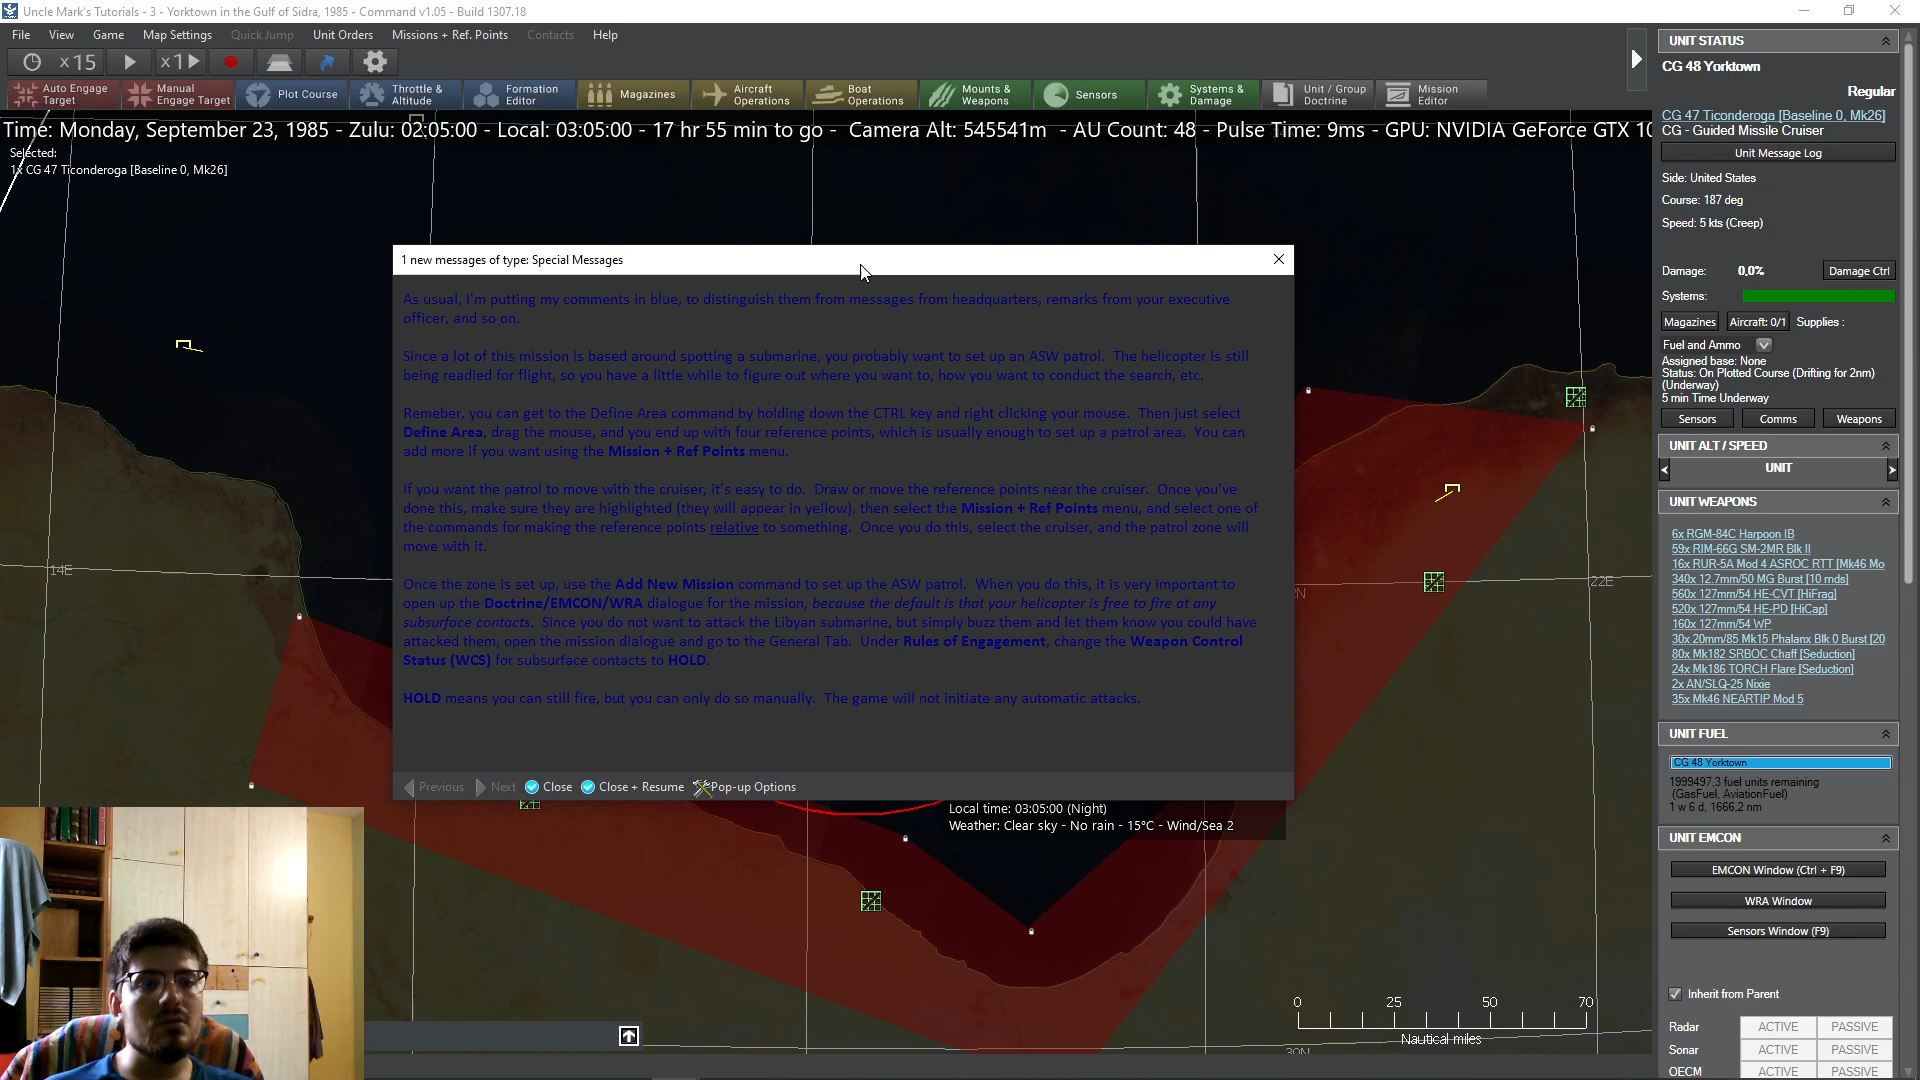 Uncle Mark's Tutorials - 3 - Yorktown in the Gulf of Sidra, 1985 - Command v1.05 - Build 1307.18
File View Game Map Settings Quick Jump Unit Orders Missions + Ref. Points Contacts Help
x 15 x 1
Auto Engage Target
Manual Engage Target
Plot Course
Throttle & Altitude
Formation Editor
Magazines
Aircraft Operations
Boat Operations
Mounts & Weapons
Sensors
Systems & Damage
Unit / Group Doctrine
Mission Editor
Time: Monday, September 23, 1985 - Zulu: 02:05:00 - Local: 03:05:00 - 17 hr 55 min to go - Camera Alt: 545541m - AU Count: 48 - Pulse Time: 9ms - GPU: NVIDIA GeForce GTX 10
Selected:
1x CG 47 Ticonderoga [Baseline 0, Mk26]
1 new messages of type: Special Messages
As usual, I'm putting my comments in blue, to distinguish them from messages from headquarters, remarks from your executive
officer, and so on.
Since a lot of this mission is based around spotting a submarine, you probably want to set up an ASW patrol. The helicopter is still
being readied for flight, so you have a little while to figure out where you want to, how you want to conduct the search, etc.
Remeber, you can get to the Define Area command by holding down the CTRL key and right clicking your mouse. Then just select
Define Area, drag the mouse, and you end up with four reference points, which is usually enough to set up a patrol area. You can
add more if you want using the Mission + Ref Points menu.
If you want the patrol to move with the cruiser, it's easy to do. Draw or move the reference points near the cruiser. Once you've
done this, make sure they are highlighted (they will appear in yellow), then select the Mission + Ref Points menu, and select one of
the commands for making the reference points relative to something. Once you do this, select the cruiser, and the patrol zone will
move with it.
Once the zone is set up, use the Add New Mission command to set up the ASW patrol. When you do this, it is very important to
open up the Doctrine/EMCON/WRA dialogue for the mission, because the default is that your helicopter is free to fire at any
subsurface contacts. Since you do not want to attack the Libyan submarine, but simply buzz them and let them know you could have
attacked them, open the mission dialogue and go to the General Tab. Under Rules of Engagement, change the Weapon Control
Status (WCS) for subsurface contacts to HOLD.
HOLD means you can still fire, but you can only do so manually. The game will not initiate any automatic attacks.
Previous Next Close Close + Resume Pop-up Options
Local time: 03:05:00 (Night)
Weather: Clear sky - No rain - 15°C - Wind/Sea 2
14E
22E
0 25 50 70
Nautical miles
30N
UNIT STATUS
CG 48 Yorktown
Regular
CG 47 Ticonderoga [Baseline 0, Mk26]
CG - Guided Missile Cruiser
Unit Message Log
Side: United States
Course: 187 deg
Speed: 5 kts (Creep)
Damage: 0,0% Damage Ctrl
Systems:
Magazines Aircraft: 0/1 Supplies :
Fuel and Ammo
Assigned base: None
Status: On Plotted Course (Drifting for 2nm)
(Underway)
5 min Time Underway
Sensors Comms Weapons
UNIT ALT / SPEED
UNIT
UNIT WEAPONS
6x RGM-84C Harpoon IB
59x RIM-66G SM-2MR Blk II
16x RUR-5A Mod 4 ASROC RTT [Mk46 Mo
340x 12.7mm/50 MG Burst [10 rnds]
560x 127mm/54 HE-CVT [HiFrag]
520x 127mm/54 HE-PD [HiCap]
160x 127mm/54 WP
30x 20mm/85 Mk15 Phalanx Blk 0 Burst [20
80x Mk182 SRBOC Chaff [Seduction]
24x Mk186 TORCH Flare [Seduction]
2x AN/SLQ-25 Nixie
35x Mk46 NEARTIP Mod 5
UNIT FUEL
CG 48 Yorktown
1999497,3 fuel units remaining
(GasFuel, AviationFuel)
1 w 6 d, 1666,2 nm
UNIT EMCON
EMCON Window (Ctrl + F9)
WRA Window
Sensors Window (F9)
Inherit from Parent
Radar ACTIVE PASSIVE
Sonar ACTIVE PASSIVE
OECM ACTIVE PASSIVE